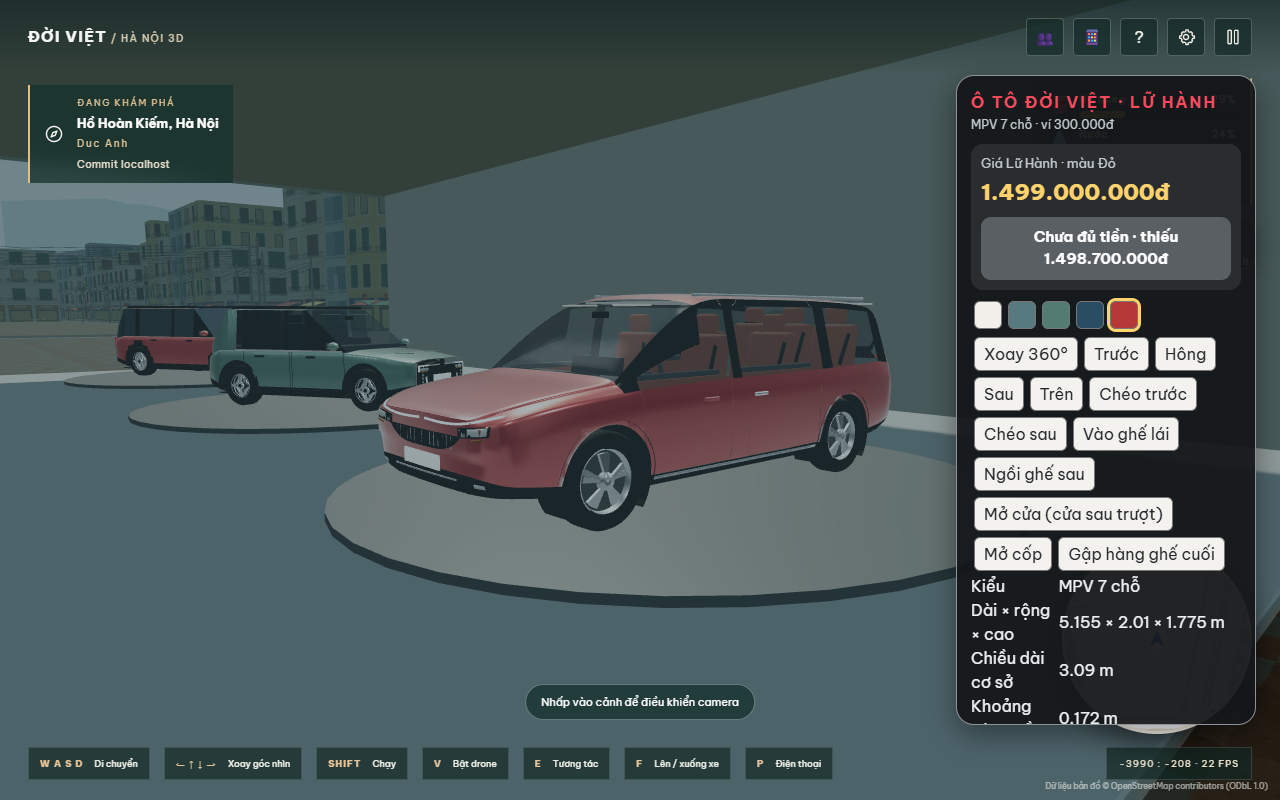 ĐỜI VIỆT / HÀ NỘI 3D
?
ĐANG KHÁM PHÁ
Hồ Hoàn Kiếm, Hà Nội
Duc Anh
Commit localhost
Ô TÔ ĐỜI VIỆT · LỮ HÀNH
MPV 7 chỗ · ví 300.000đ
Giá Lữ Hành · màu Đỏ
1.499.000.000đ
Chưa đủ tiền · thiếu
1.498.700.000đ
Xoay 360° Trước Hông
Sau Trên Chéo trước
Chéo sau Vào ghế lái
Ngồi ghế sau
Mở cửa (cửa sau trượt)
Mở cốp Gập hàng ghế cuối
Kiểu MPV 7 chỗ
Dài × rộng
× cao 5.155 × 2.01 × 1.775 m
Chiều dài
cơ sở 3.09 m
Khoảng
0.172 m
Nhấp vào cảnh để điều khiển camera
W A S D Di chuyển
←↑↓→ Xoay góc nhìn
SHIFT Chạy
V Bật drone
E Tương tác
F Lên / xuống xe
P Điện thoại
-3990 : -208 · 22 FPS
Dữ liệu bản đồ © OpenStreetMap contributors (ODbL 1.0)